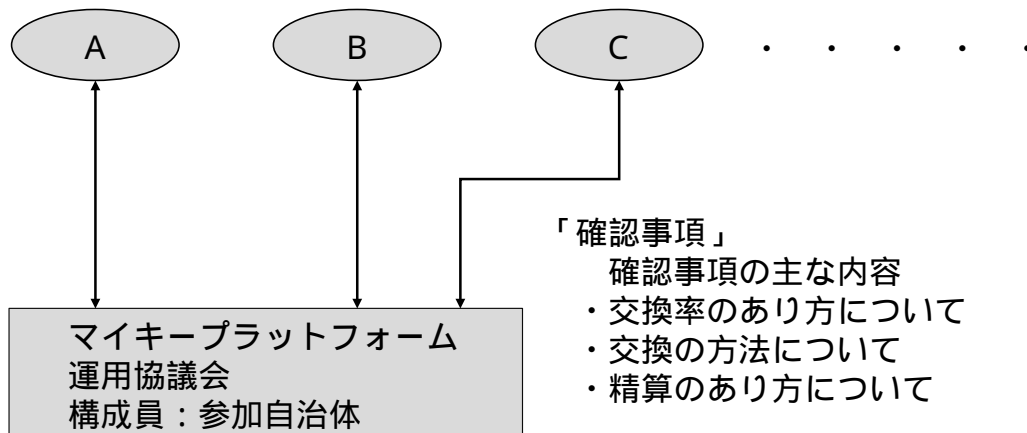 A B C ・ ・ ・ ・ ・
「確認事項」
確認事項の主な内容
・交換率のあり方について
・交換の方法について
・精算のあり方について
マイキープラットフォーム
運用協議会
構成員：参加自治体